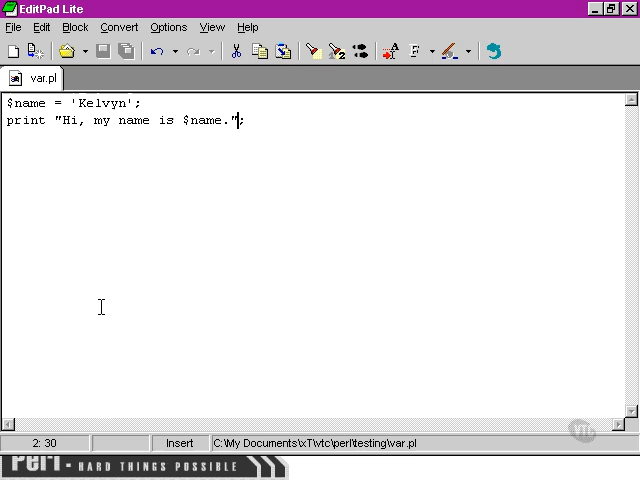 EditPad Lite
File Edit Block Convert Options View Help
var.pl
$name = 'Kelvyn';
print "Hi, my name is $name.";
2: 30 Insert C:\My Documents\xT\vtc\perl\testing\var.pl
VTC
Perl - HARD THINGS POSSIBLE